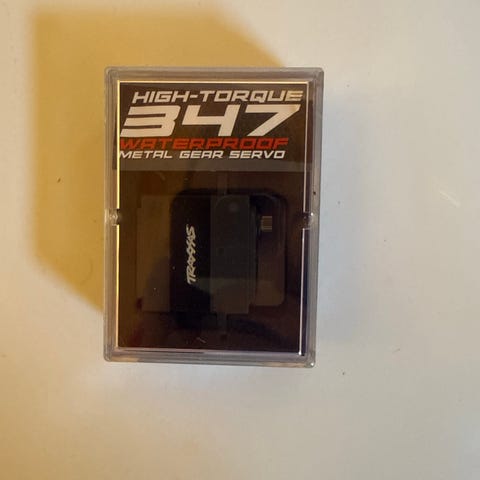 HIGH-TORQUE
347
WATERPROOF
METAL GEAR SERVO
TRAXXAS